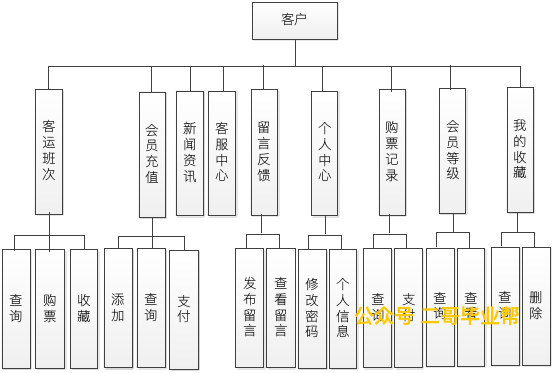 客户
客运班次
会员充值
新闻资讯
客服中心
留言反馈
个人中心
购票记录
会员等级
我的收藏
查询
购票
收藏
添加
查询
支付
发布留言
查看留言
修改密码
个人信息
查询
支付
查询
查看
查询
删除
公众号 二哥毕业帮